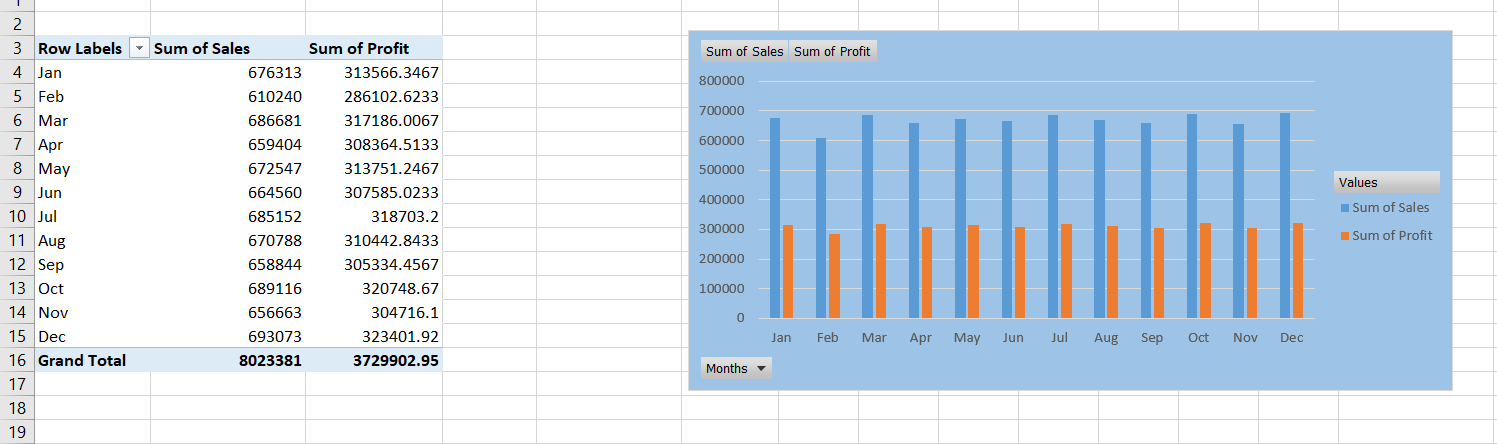 1
2
3 Row Labels Sum of Sales Sum of Profit
4 Jan 676313 313566.3467
5 Feb 610240 286102.6233
6 Mar 686681 317186.0067
7 Apr 659404 308364.5133
8 May 672547 313751.2467
9 Jun 664560 307585.0233
10 Jul 685152 318703.2
11 Aug 670788 310442.8433
12 Sep 658844 305334.4567
13 Oct 689116 320748.67
14 Nov 656663 304716.1
15 Dec 693073 323401.92
16 Grand Total 8023381 3729902.95
17
18
19
Sum of Sales Sum of Profit
800000
700000
600000
500000
400000
300000
200000
100000
0
Jan Feb Mar Apr May Jun Jul Aug Sep Oct Nov Dec
Values
Sum of Sales
Sum of Profit
Months